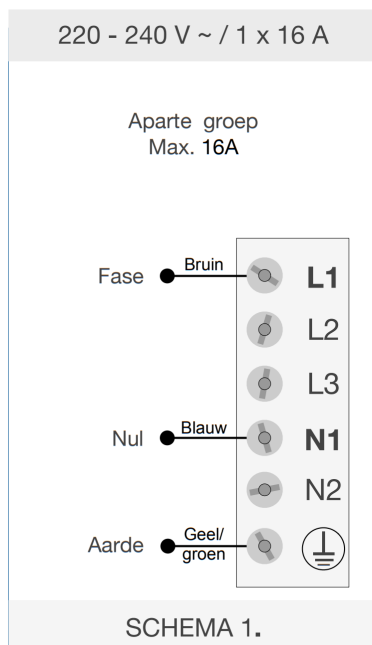 220 - 240 V ~ / 1 x 16 A
Aparte groep
Max. 16A
Fase Bruin L1
L2
L3
Nul Blauw N1
N2
Aarde Geel/
groen
SCHEMA 1.